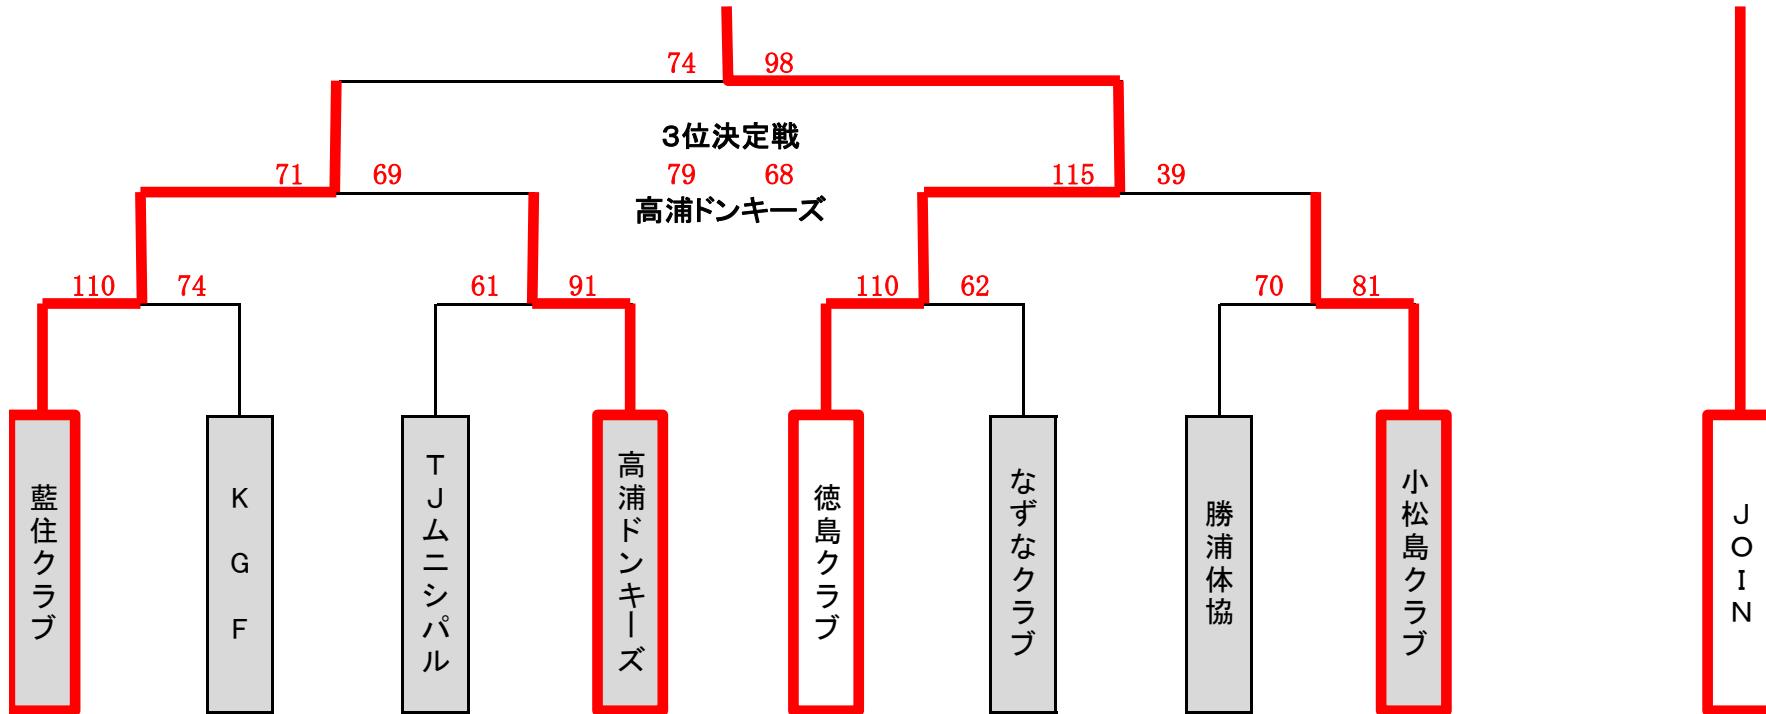 74 98
3位決定戦
71 69 79 68 115 39
高浦ドンキーズ
110 74 61 91 110 62 70 81
藍住クラブ
KGF
TJムニシパル
高浦ドンキーズ
徳島クラブ
なずなクラブ
勝浦体協
小松島クラブ
JOIN